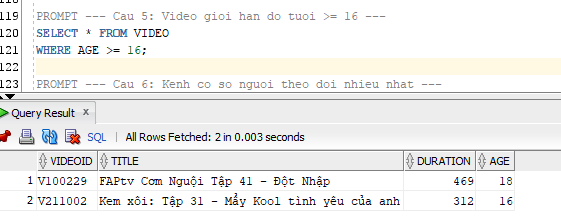 119 PROMPT --- Cau 5: Video gioi han do tuoi >= 16 ---
120 SELECT * FROM VIDEO
121 WHERE AGE >= 16;
122
123 PROMPT --- Cau 6: Kenh co so nguoi theo doi nhieu nhat ---
Query Result x
SQL | All Rows Fetched: 2 in 0.003 seconds
VIDEOID TITLE DURATION AGE
1 V100229 FAPtv Cơm Nguội Tập 41 - Đột Nhập 469 18
2 V211002 Kem xôi: Tập 31 - Mẩy Kool tình yêu của anh 312 16